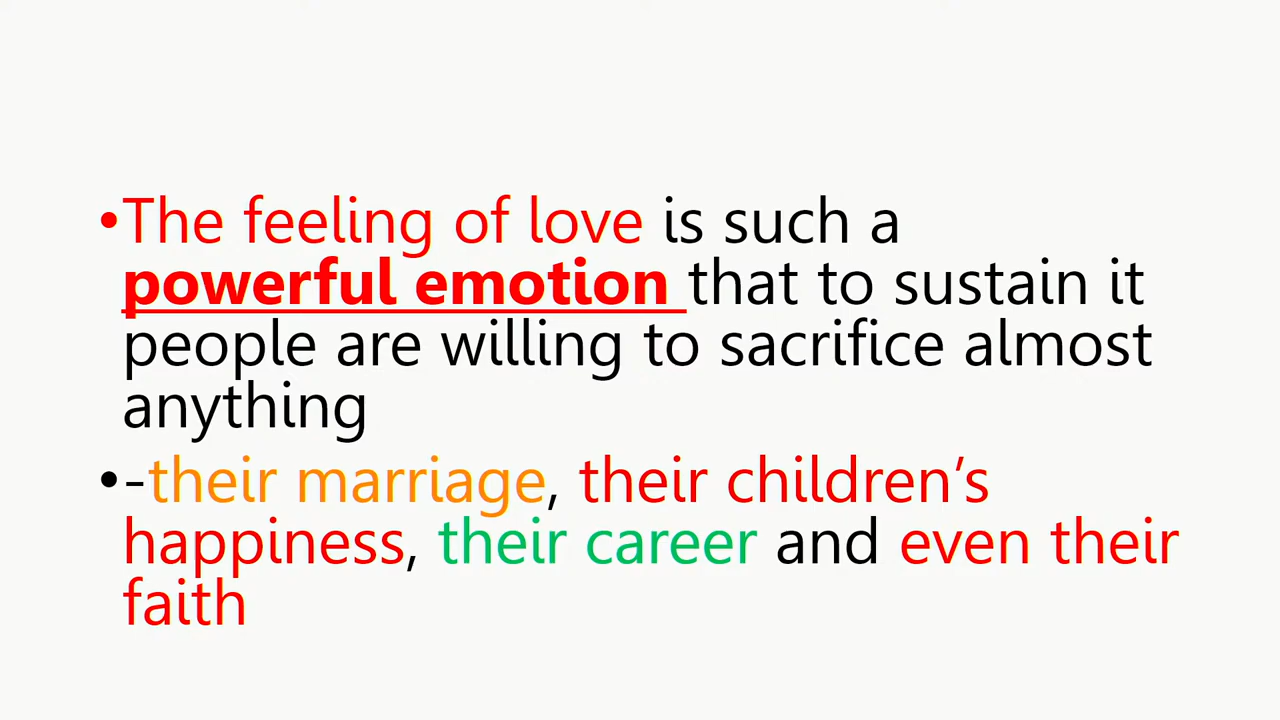 •The feeling of love is such a
powerful emotion that to sustain it
people are willing to sacrifice almost
anything
•-their marriage, their children’s
happiness, their career and even their
faith